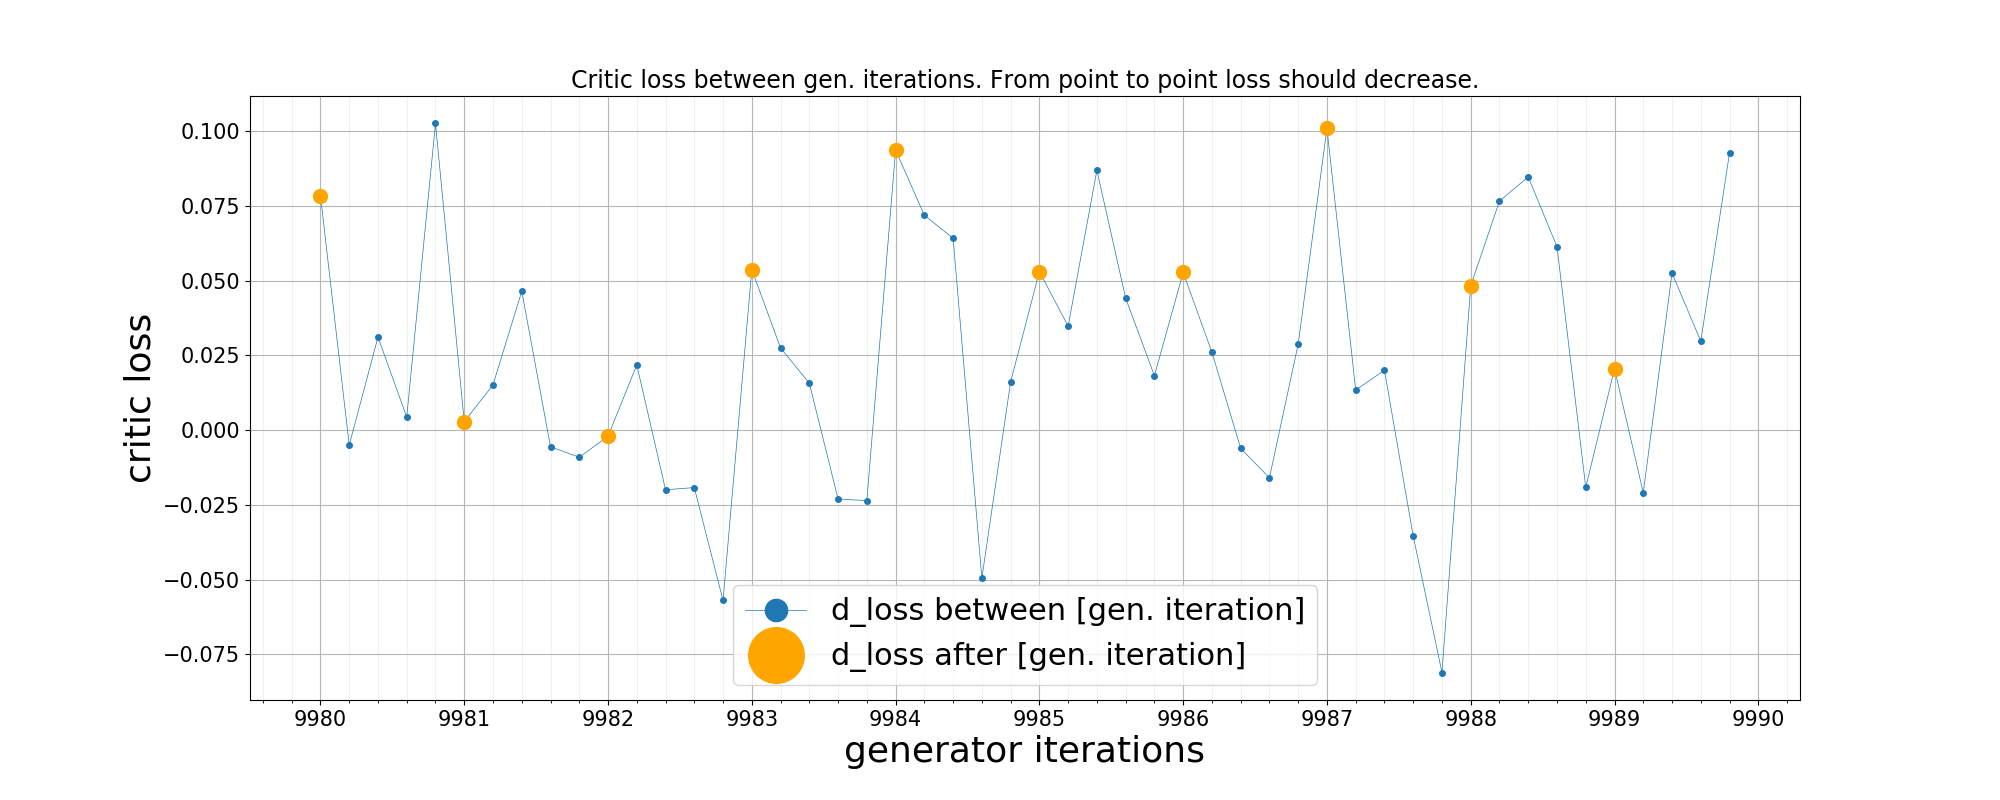 Critic loss between gen. iterations. From point to point loss should decrease.
critic loss
0.100
0.075
0.050
0.025
0.000
−0.025
−0.050
−0.075
d_loss between [gen. iteration]
d_loss after [gen. iteration]
9980 9981 9982 9983 9984 9985 9986 9987 9988 9989 9990
generator iterations